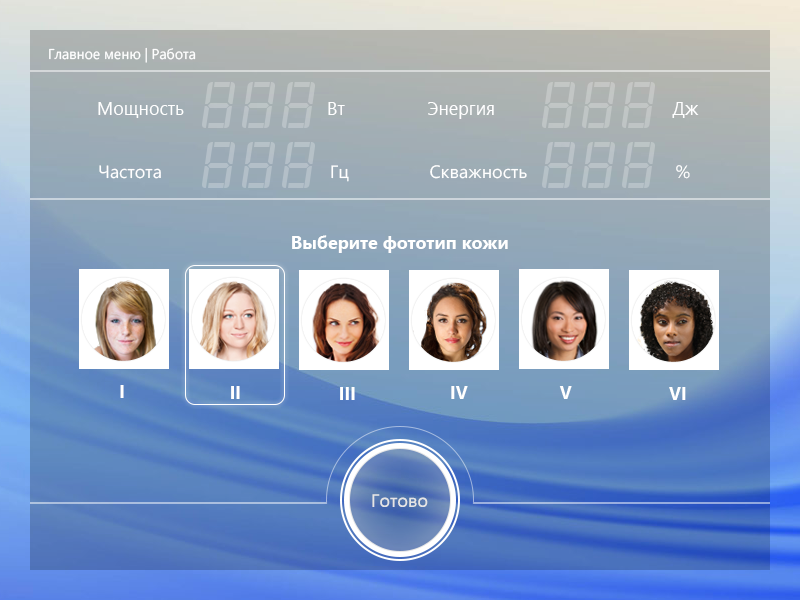 Главное меню | Работа
Мощность 888 Вт Энергия 888 Дж
Частота 888 Гц Скважность 888 %
Выберите фототип кожи
I II III IV V VI
Готово